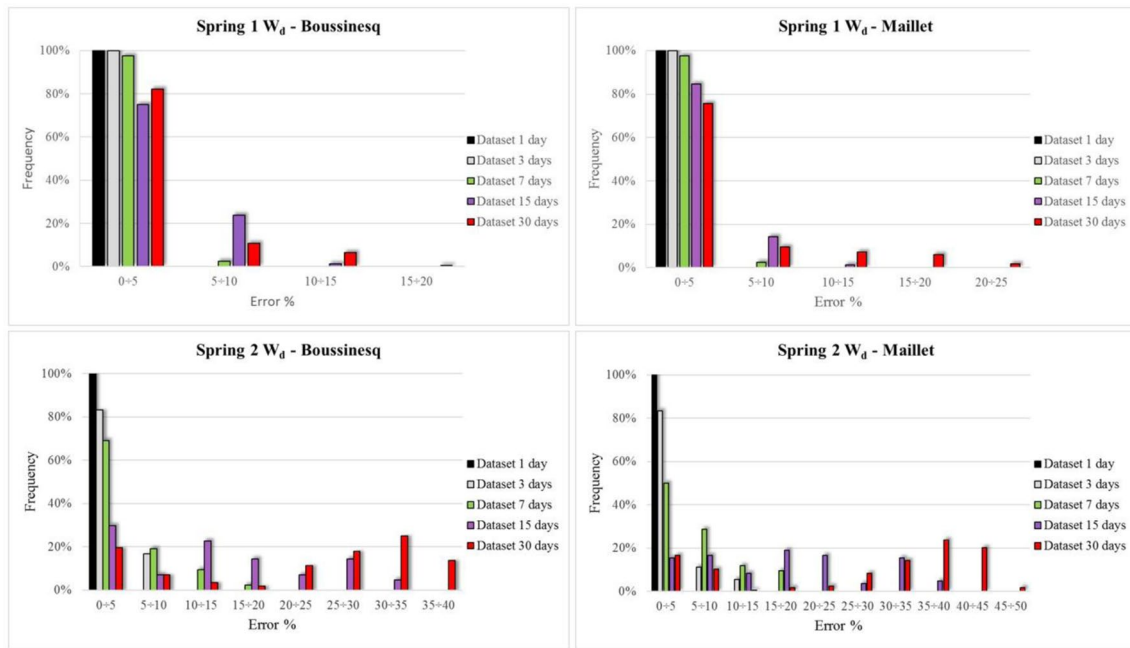 Spring 1 Wd - Boussinesq
100%
80%
60%
40%
20%
0%
Frequency
0÷5 5÷10 10÷15 15÷20
Error %
Dataset 1 day
Dataset 3 days
Dataset 7 days
Dataset 15 days
Dataset 30 days
Spring 1 Wd - Maillet
100%
80%
60%
40%
20%
0%
Frequency
0÷5 5÷10 10÷15 15÷20 20÷25
Error %
Dataset 1 day
Dataset 3 days
Dataset 7 days
Dataset 15 days
Dataset 30 days
Spring 2 Wd - Boussinesq
100%
80%
60%
40%
20%
0%
Frequency
0÷5 5÷10 10÷15 15÷20 20÷25 25÷30 30÷35 35÷40
Error %
Dataset 1 day
Dataset 3 days
Dataset 7 days
Dataset 15 days
Dataset 30 days
Spring 2 Wd - Maillet
100%
80%
60%
40%
20%
0%
Frequency
0÷5 5÷10 10÷15 15÷20 20÷25 25÷30 30÷35 35÷40 40÷45 45÷50
Error %
Dataset 1 day
Dataset 3 days
Dataset 7 days
Dataset 15 days
Dataset 30 days